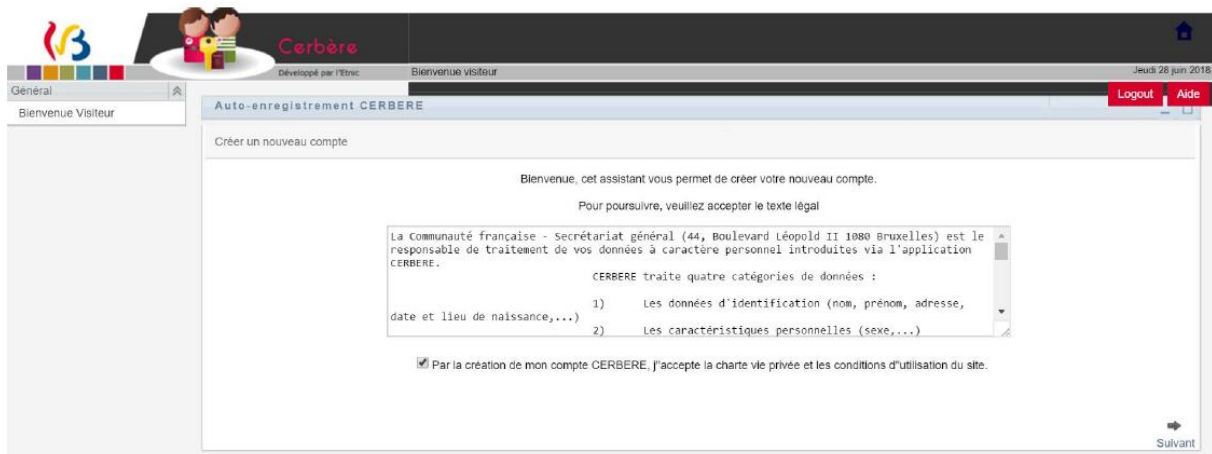 Cerbère
Développé par l'Etnic
Bienvenue visiteur
Jeudi 28 juin 2018
Logout
Aide
Général
Bienvenue Visiteur
Auto-enregistrement CERBERE
Créer un nouveau compte
Bienvenue, cet assistant vous permet de créer votre nouveau compte.
Pour poursuivre, veuillez accepter le texte légal
La Communauté française - Secrétariat général (44, Boulevard Léopold II 1080 Bruxelles) est le
responsable de traitement de vos données à caractère personnel introduites via l'application
CERBERE.
CERBERE traite quatre catégories de données :
1) Les données d'identification (nom, prénom, adresse,
date et lieu de naissance,...)
2) Les caractéristiques personnelles (sexe,...)
Par la création de mon compte CERBERE, j''accepte la charte vie privée et les conditions d''utilisation du site.
Suivant